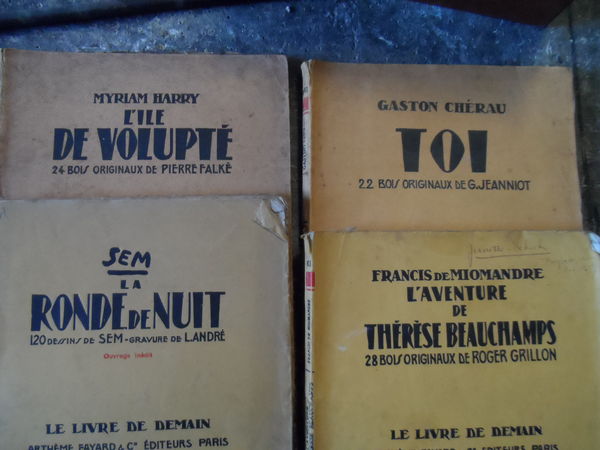 MYRIAM HARRY
L'ILE
DE VOLUPTÉ
24 BOIS ORIGINAUX DE PIERRE FALKÉ
GASTON CHÉRAU
TOI
22 BOIS ORIGINAUX DE G. JEANNIOT
SEM
LA
RONDE DE NUIT
120 DESSINS DE SEM-GRAVURE DE L.ANDRÉ
Ouvrage inédit
LE LIVRE DE DEMAIN
ARTHÈME FAYARD & Cie ÉDITEURS PARIS
FRANCIS DE MIOMANDRE
L'AVENTURE
DE
THÉRÈSE BEAUCHAMPS
28 BOIS ORIGINAUX DE ROGER GRILLON
LE LIVRE DE DEMAIN
ÉDITEURS PARIS